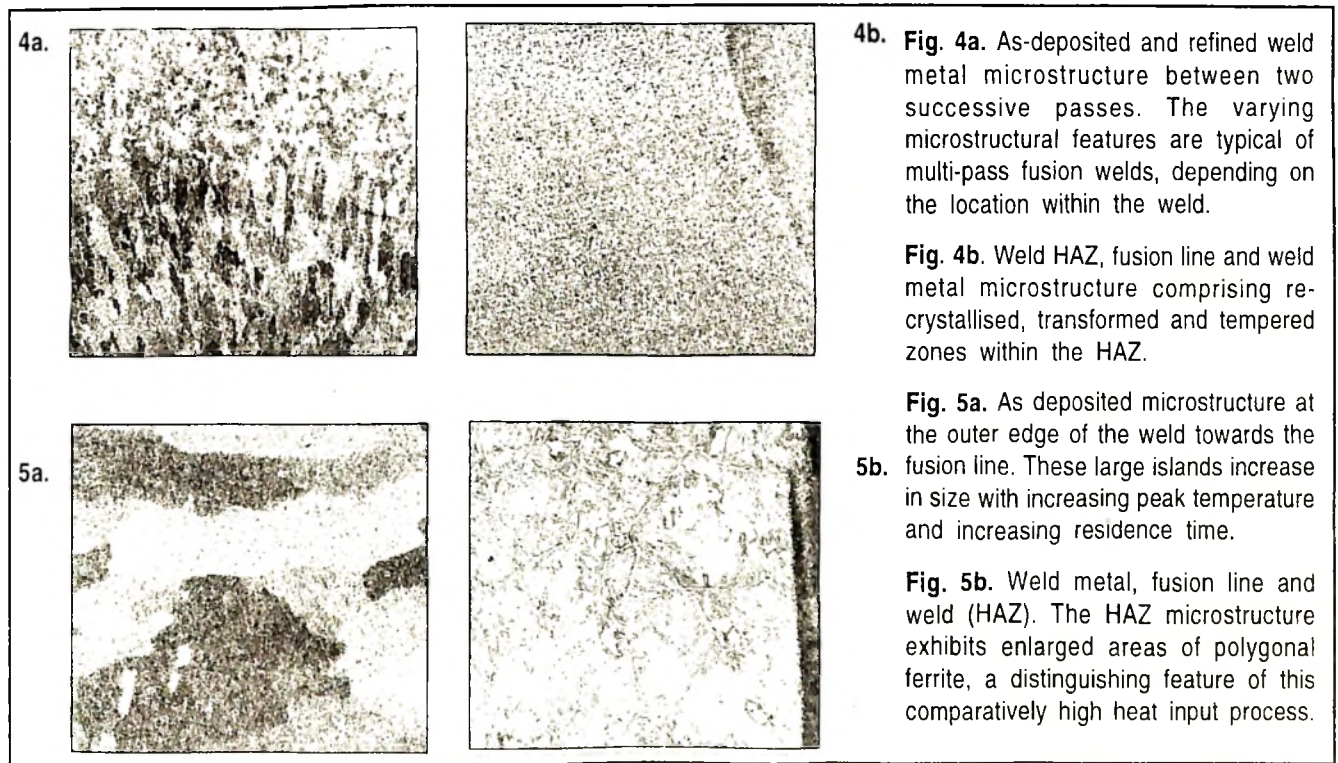 4a.
4b.
Fig. 4a. As-deposited and refined weld
metal microstructure between two
successive passes. The varying
microstructural features are typical of
multi-pass fusion welds, depending on
the location within the weld.
Fig. 4b. Weld HAZ, fusion line and weld
metal microstructure comprising re-
crystallised, transformed and tempered
zones within the HAZ.
Fig. 5a. As deposited microstructure at
the outer edge of the weld towards the
5a.
5b.
fusion line. These large islands increase
in size with increasing peak temperature
and increasing residence time.
Fig. 5b. Weld metal, fusion line and
weld (HAZ). The HAZ microstructure
exhibits enlarged areas of polygonal
ferrite, a distinguishing feature of this
comparatively high heat input process.